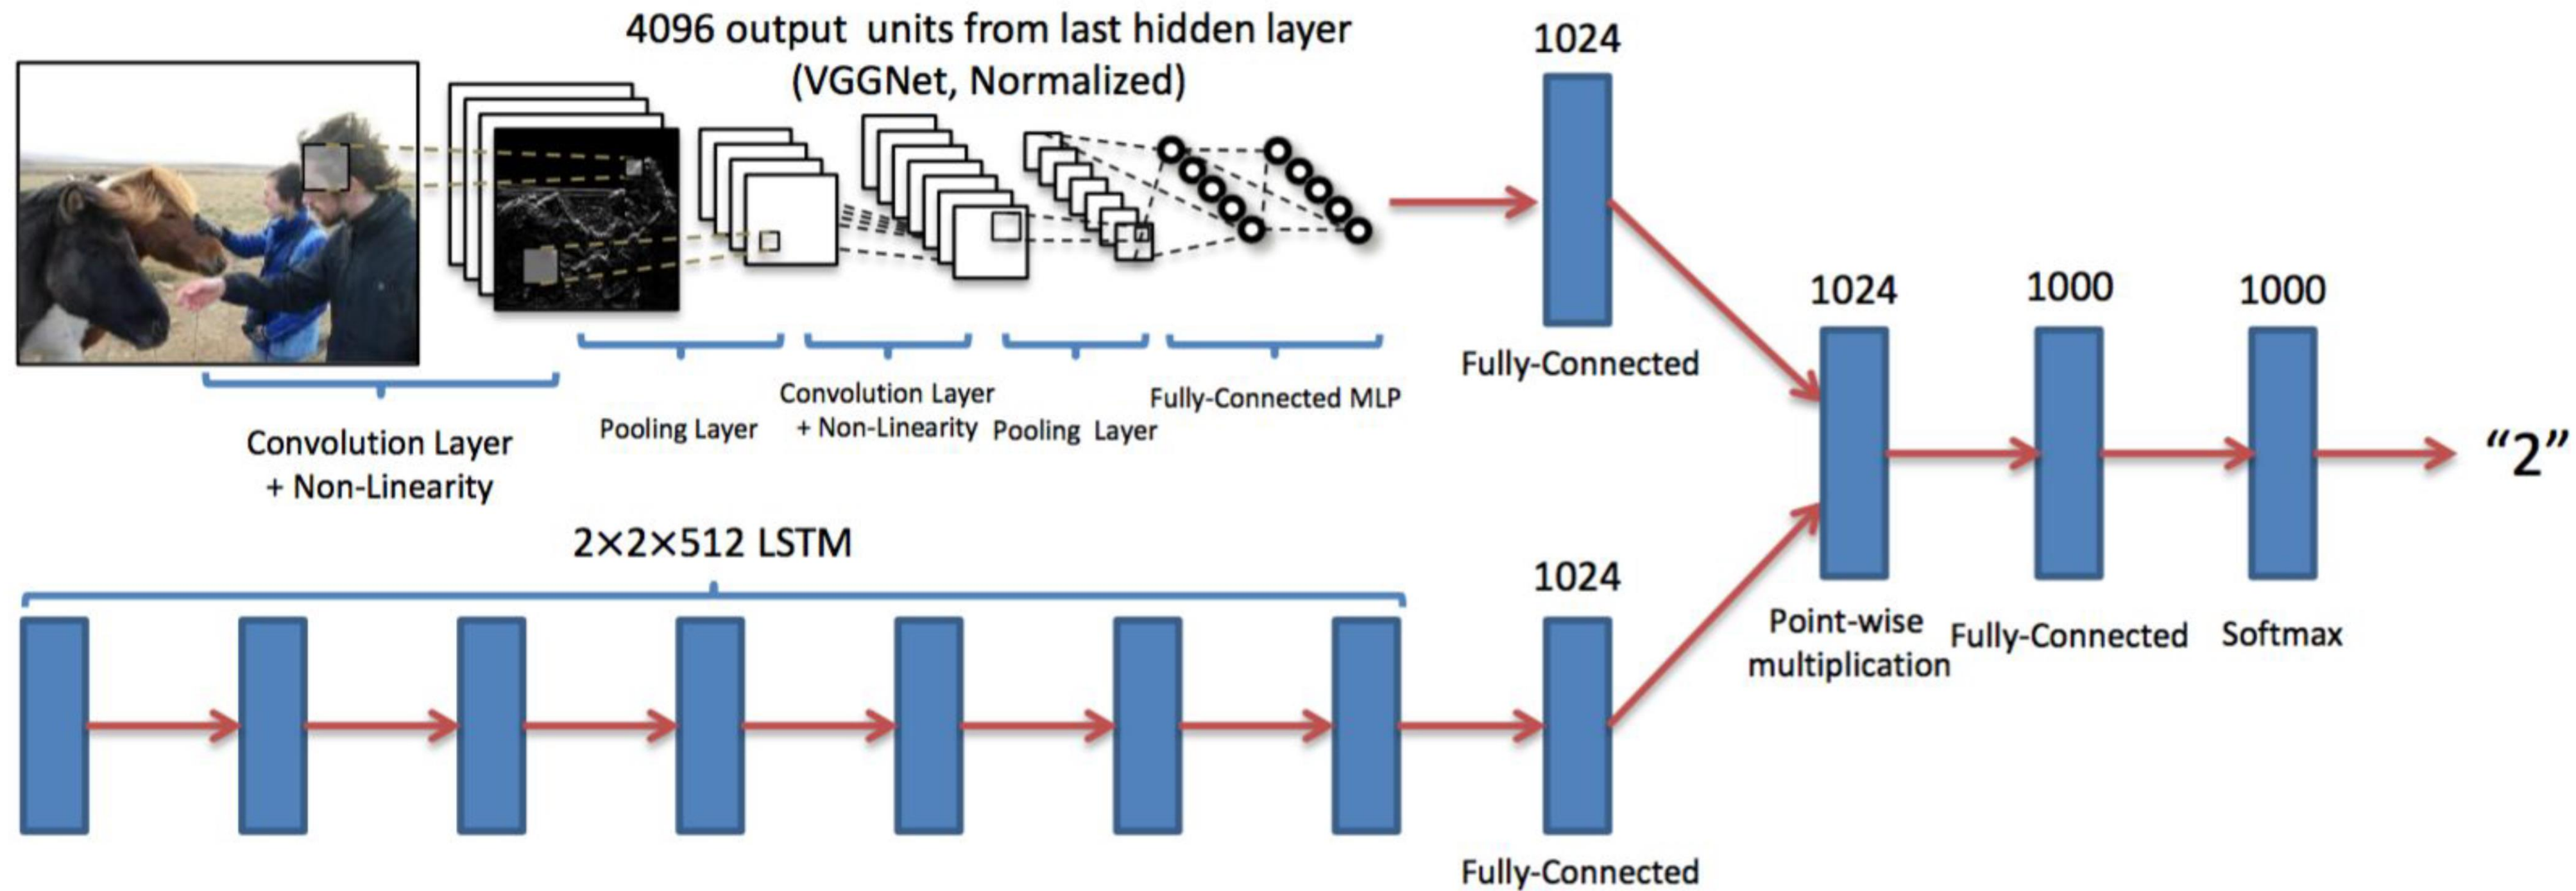 4096 output units from last hidden layer
(VGGNet, Normalized)
1024
Fully-Connected
Convolution Layer
+ Non-Linearity
Pooling Layer
Convolution Layer
+ Non-Linearity
Pooling Layer
Fully-Connected MLP
2×2×512 LSTM
1024
Fully-Connected
1024
Point-wise
multiplication
1000
Fully-Connected
1000
Softmax
“2”